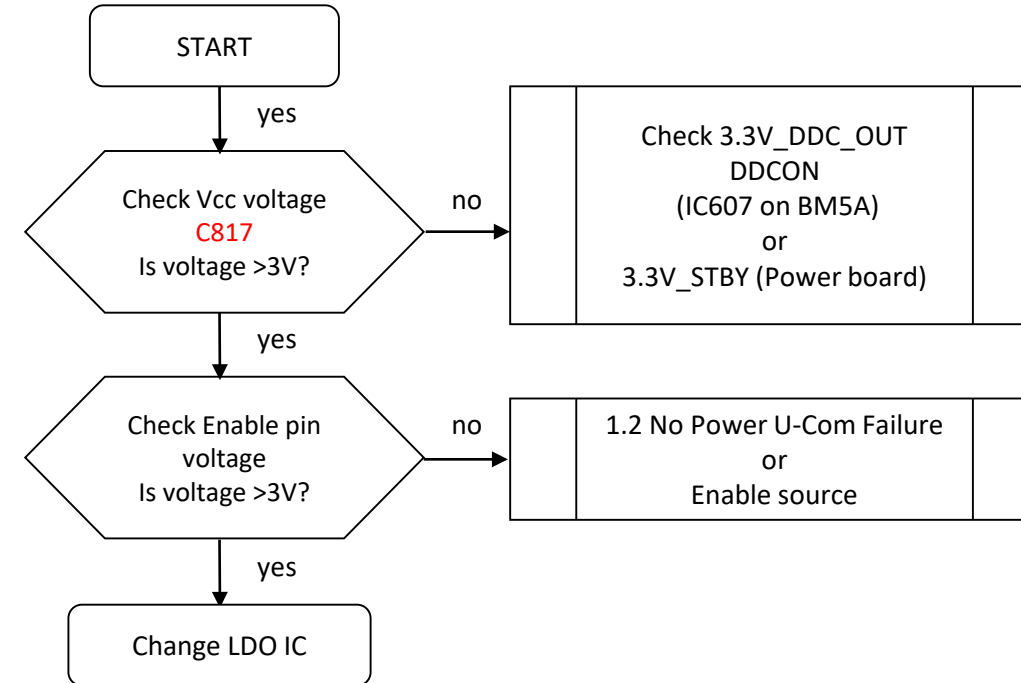 START
yes
Check Vcc voltage
C817
Is voltage >3V?
no
Check 3.3V_DDC_OUT
DDCON
(IC607 on BM5A)
or
3.3V_STBY (Power board)
yes
Check Enable pin
voltage
Is voltage >3V?
no
1.2 No Power U-Com Failure
or
Enable source
yes
Change LDO IC